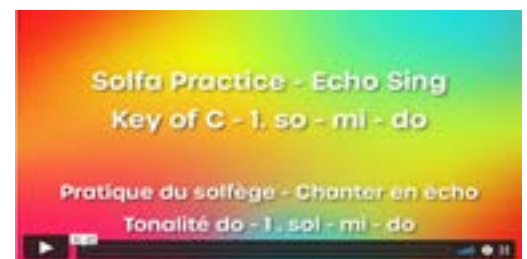 Solfa Practice - Echo Sing
Key of C - 1. so - mi - do
Pratique du solfège - Chanter en écho
Tonalité do - 1. sol - mi - do